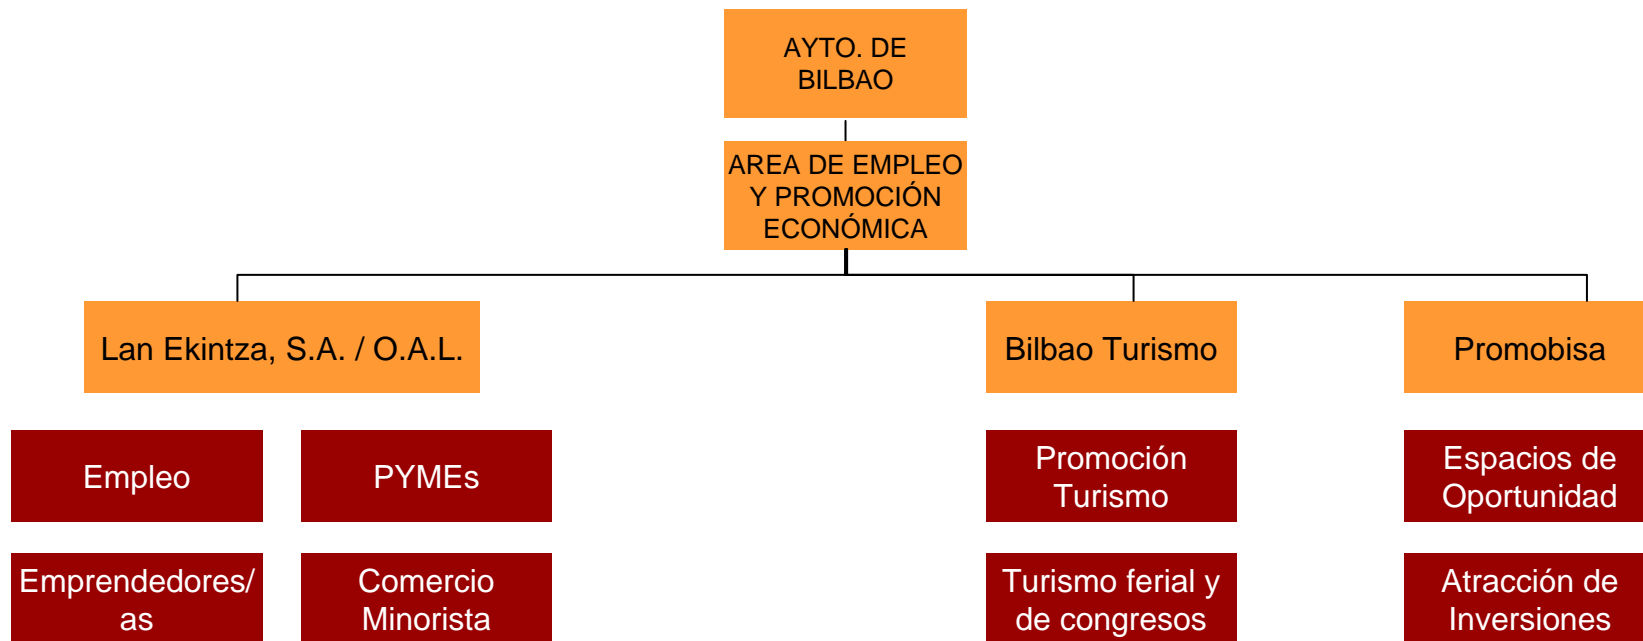 AYTO. DE
BILBAO
AREA DE EMPLEO
Y PROMOCIÓN
ECONÓMICA
Lan Ekintza, S.A. / O.A.L.
Bilbao Turismo
Promobisa
Empleo
PYMEs
Promoción
Turismo
Espacios de
Oportunidad
Emprendedores/
as
Comercio
Minorista
Turismo ferial y
de congresos
Atracción de
Inversiones